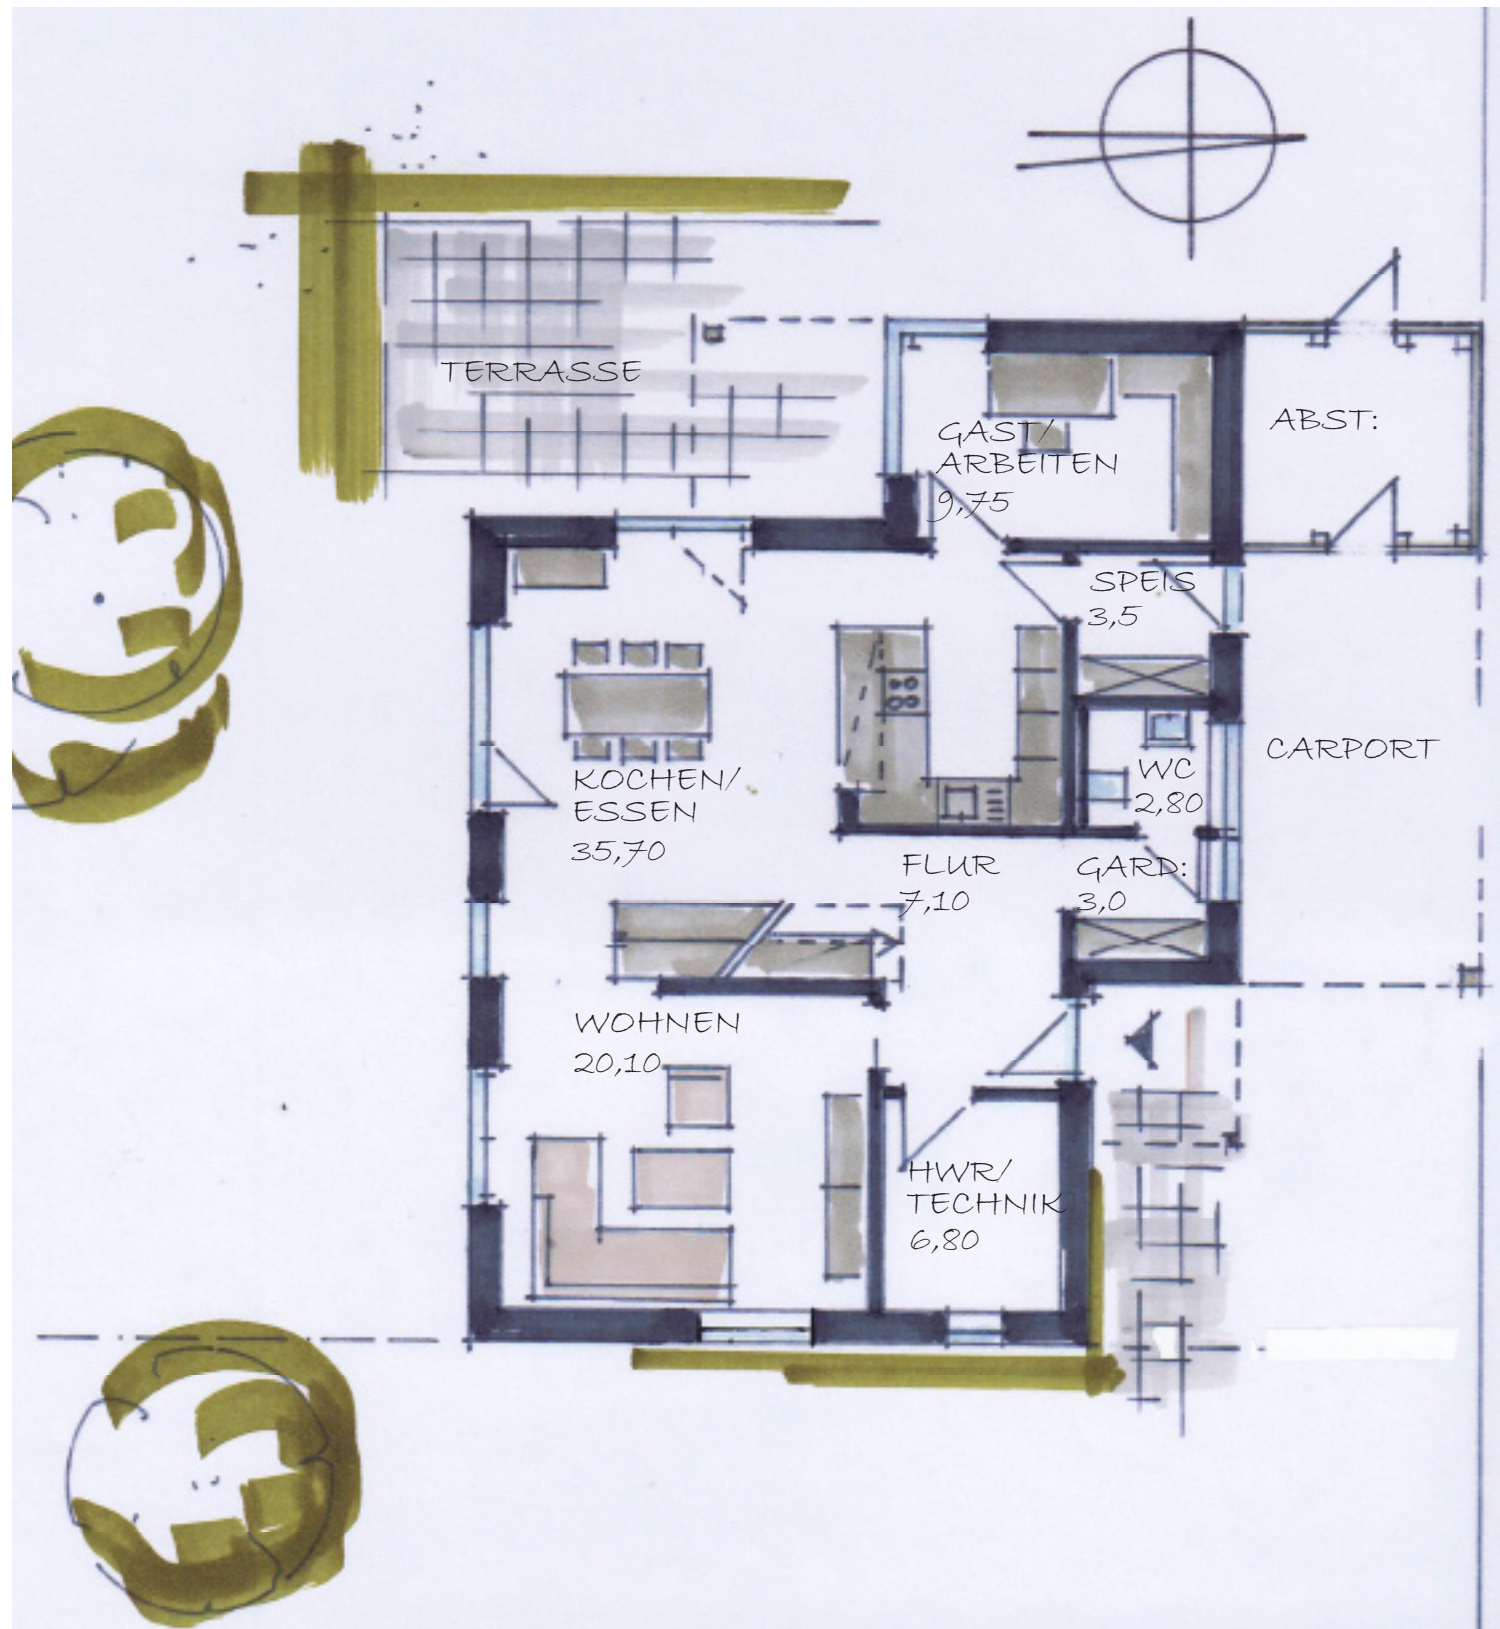 TERRASSE
GAST/
ARBEITEN
9,75
ABST:
SPEIS
3,5
KOCHEN/
ESSEN
35,70
WC
2,80
CARPORT
FLUR
7,10
GARD:
3,0
WOHNEN
20,10
HWR/
TECHNIK
6,80